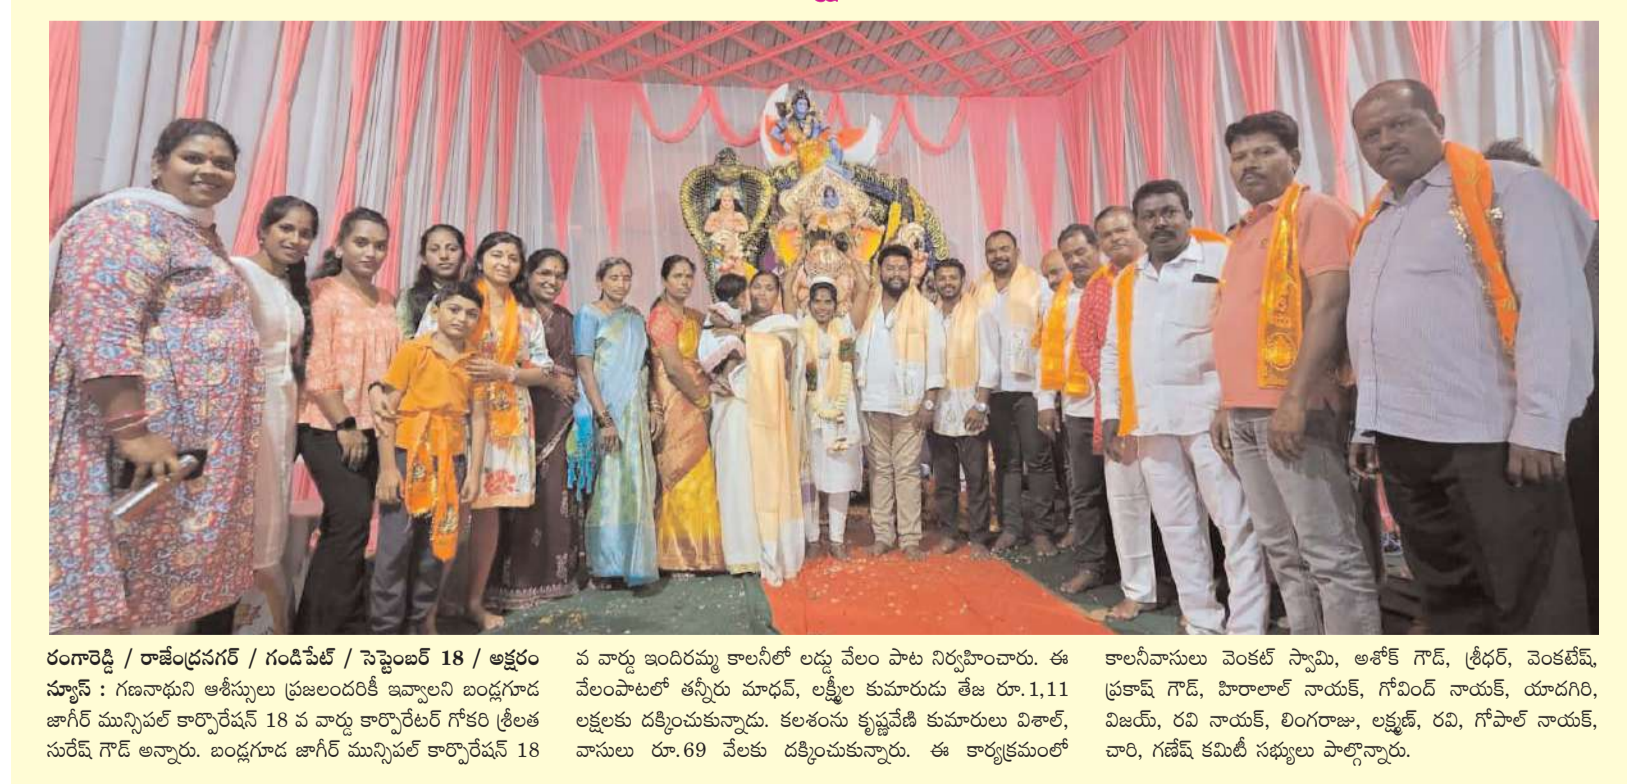 రంగారెడ్డి / రాజేంద్రనగర్ / గండిపేట్ / సెప్టెంబర్ 18 / అక్షరం
న్యూస్ : గణనాథుని ఆశీస్సులు ప్రజలందరికీ ఇవ్వాలని బండ్లగూడ
జాగీర్ మున్సిపల్ కార్పొరేషన్ 18 వ వార్డు కార్పొరేటర్ గోకరి శ్రీలత
సురేష్ గౌడ్ అన్నారు. బండ్లగూడ జాగీర్ మున్సిపల్ కార్పొరేషన్ 18
వ వార్డు ఇందిరమ్మ కాలనీలో లడ్డు వేలం పాట నిర్వహించారు. ఈ
వేలంపాటలో తన్నీరు మాధవ్, లక్ష్మీల కుమారుడు తేజ రూ.1,11
లక్షలకు దక్కించుకున్నాడు. కలశంను కృష్ణవేణి కుమారులు విశాల్,
వాసులు రూ.69 వేలకు దక్కించుకున్నారు. ఈ కార్యక్రమంలో
కాలనీవాసులు వెంకట్ స్వామి, అశోక్ గౌడ్, శ్రీధర్, వెంకటేష్,
ప్రకాష్ గౌడ్, హిరాలాల్ నాయక్, గోవింద్ నాయక్, యాదగిరి,
విజయ్, రవి నాయక్, లింగరాజు, లక్ష్మణ్, రవి, గోపాల్ నాయక్,
చారి, గణేష్ కమిటీ సభ్యులు పాల్గొన్నారు.